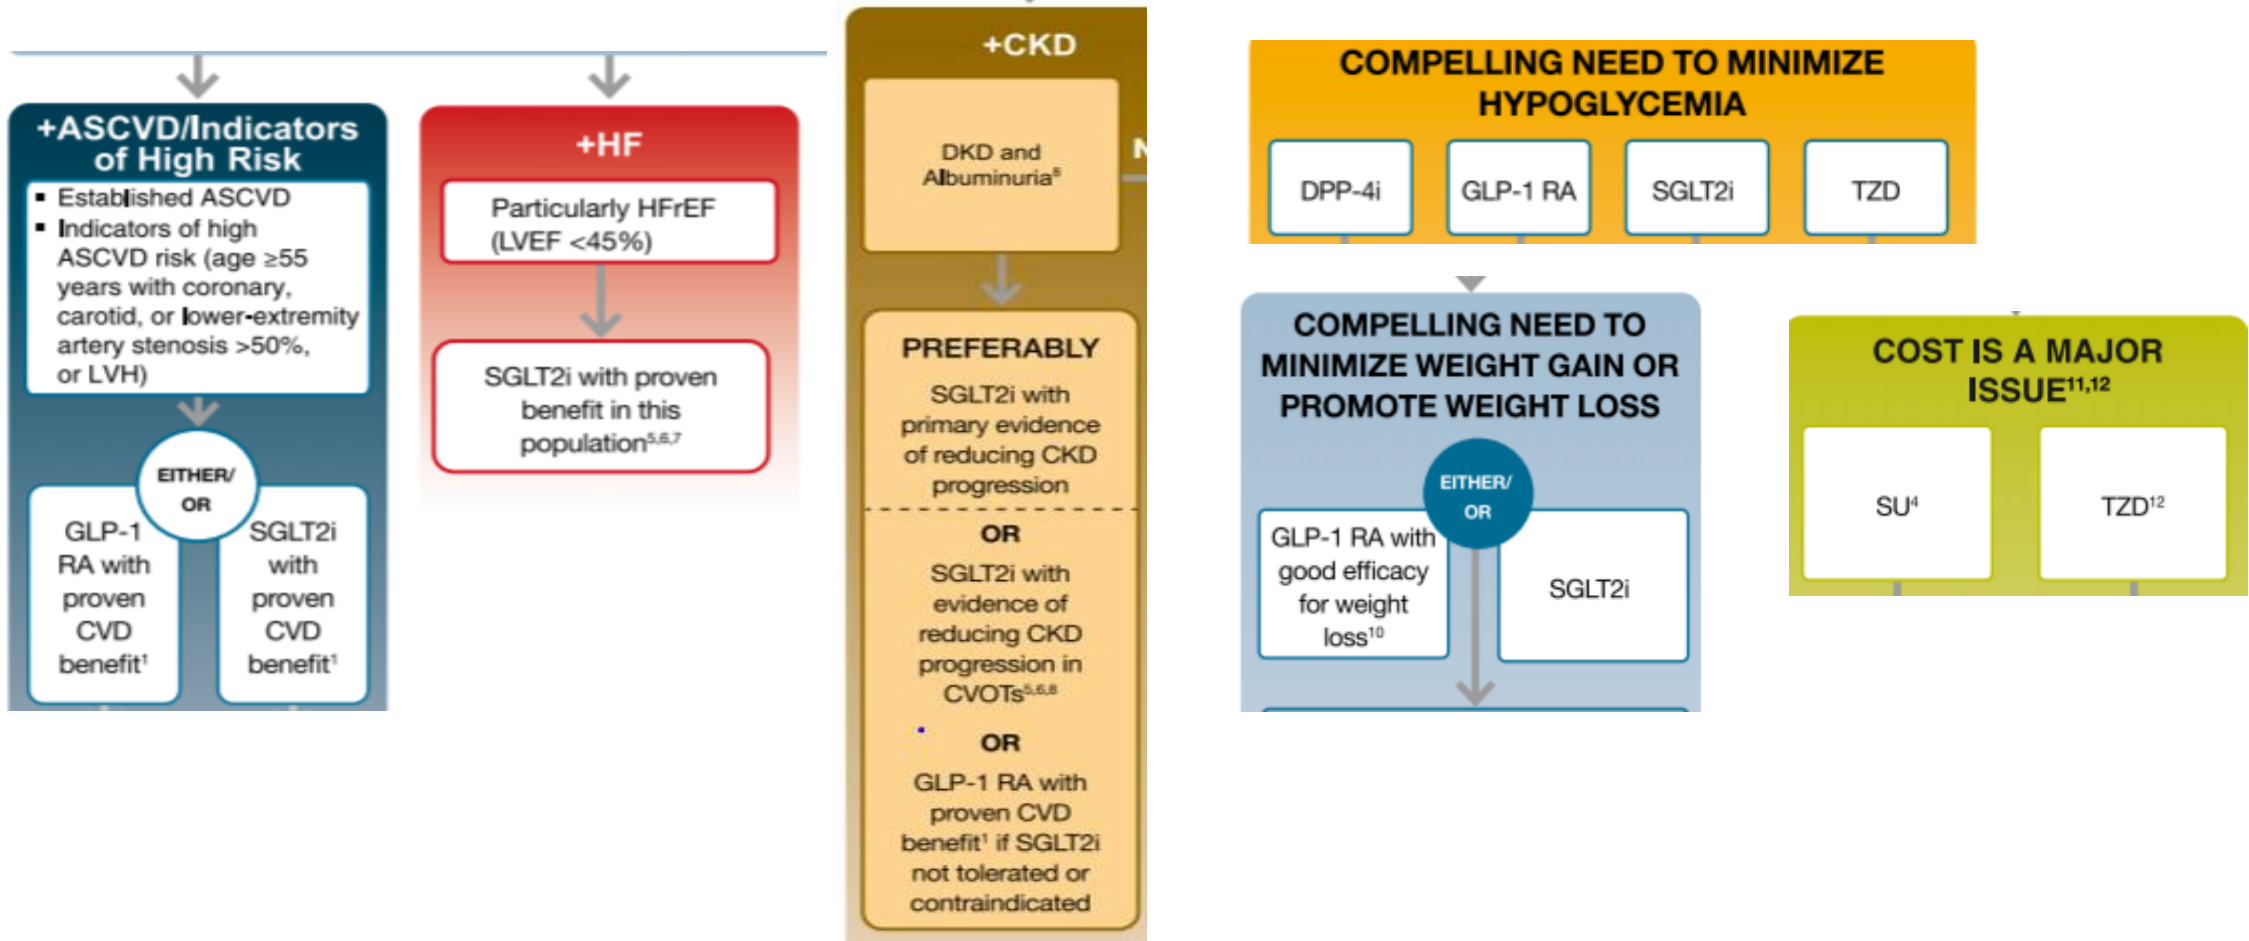 +ASCVD/Indicators
of High Risk
▪ Established ASCVD
▪ Indicators of high
ASCVD risk (age ≥55
years with coronary,
carotid, or lower-extremity
artery stenosis >50%,
or LVH)
EITHER/
OR
GLP-1
RA with
proven
CVD
benefit¹
SGLT2i
with
proven
CVD
benefit¹
+HF
Particularly HFrEF
(LVEF <45%)
SGLT2i with proven
benefit in this
population⁵,⁶,⁷
+CKD
DKD and
Albuminuria⁸
N
PREFERABLY
SGLT2i with
primary evidence
of reducing CKD
progression
OR
SGLT2i with
evidence of
reducing CKD
progression in
CVOTs⁵,⁶,⁸
OR
GLP-1 RA with
proven CVD
benefit¹ if SGLT2i
not tolerated or
contraindicated
COMPELLING NEED TO MINIMIZE
HYPOGLYCEMIA
DPP-4i
GLP-1 RA
SGLT2i
TZD
COMPELLING NEED TO
MINIMIZE WEIGHT GAIN OR
PROMOTE WEIGHT LOSS
EITHER/
OR
GLP-1 RA with
good efficacy
for weight
loss¹⁰
SGLT2i
COST IS A MAJOR
ISSUE¹¹,¹²
SU⁴
TZD¹²